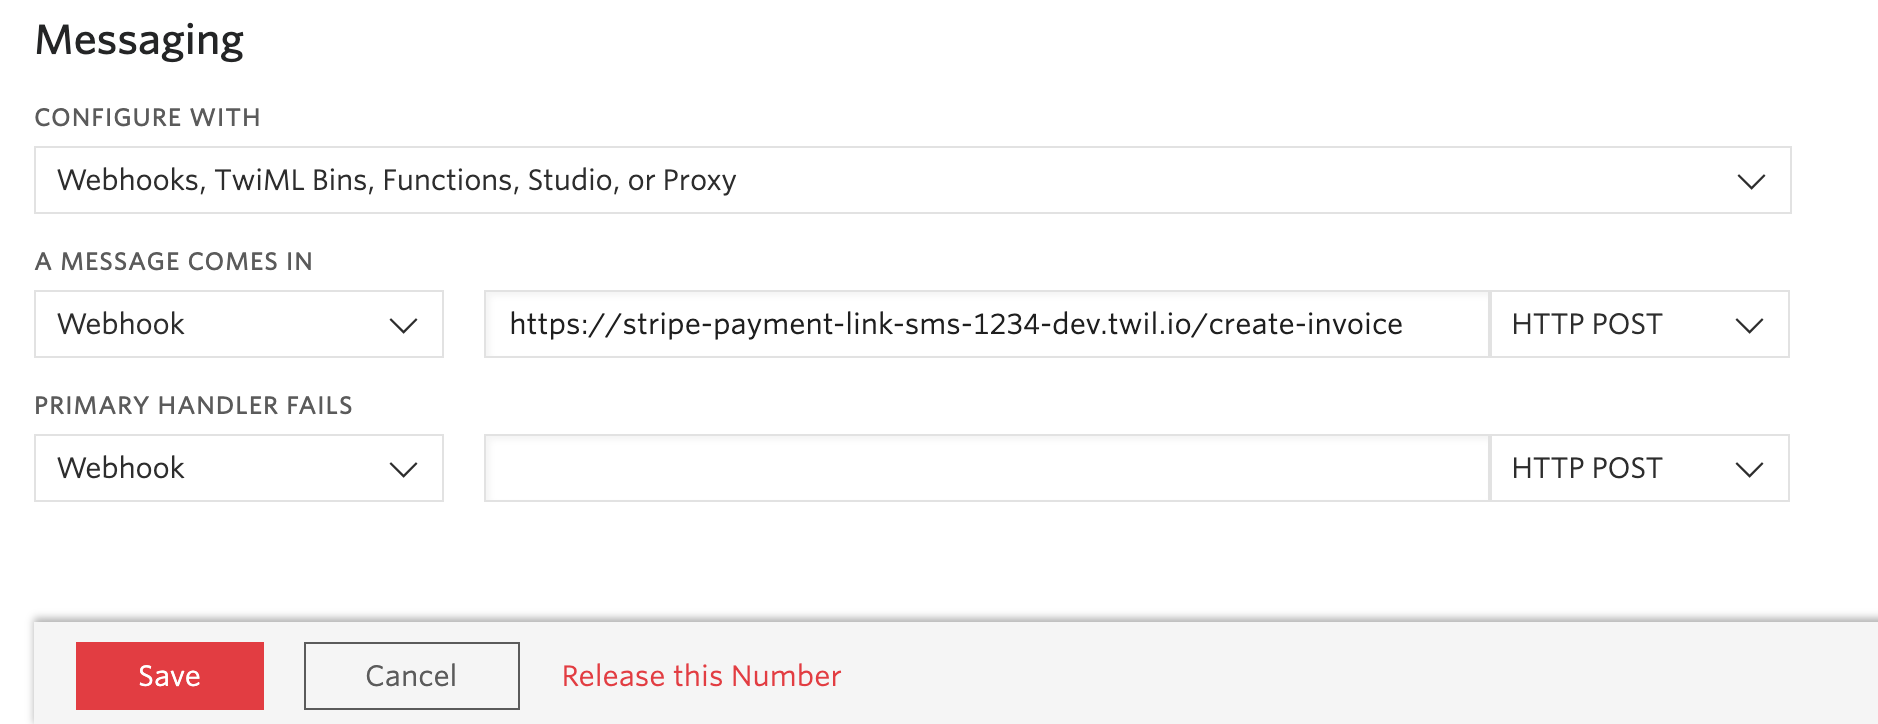 Messaging
CONFIGURE WITH
Webhooks, TwiML Bins, Functions, Studio, or Proxy
A MESSAGE COMES IN
Webhook https://stripe-payment-link-sms-1234-dev.twil.io/create-invoice HTTP POST
PRIMARY HANDLER FAILS
Webhook HTTP POST
Save Cancel Release this Number